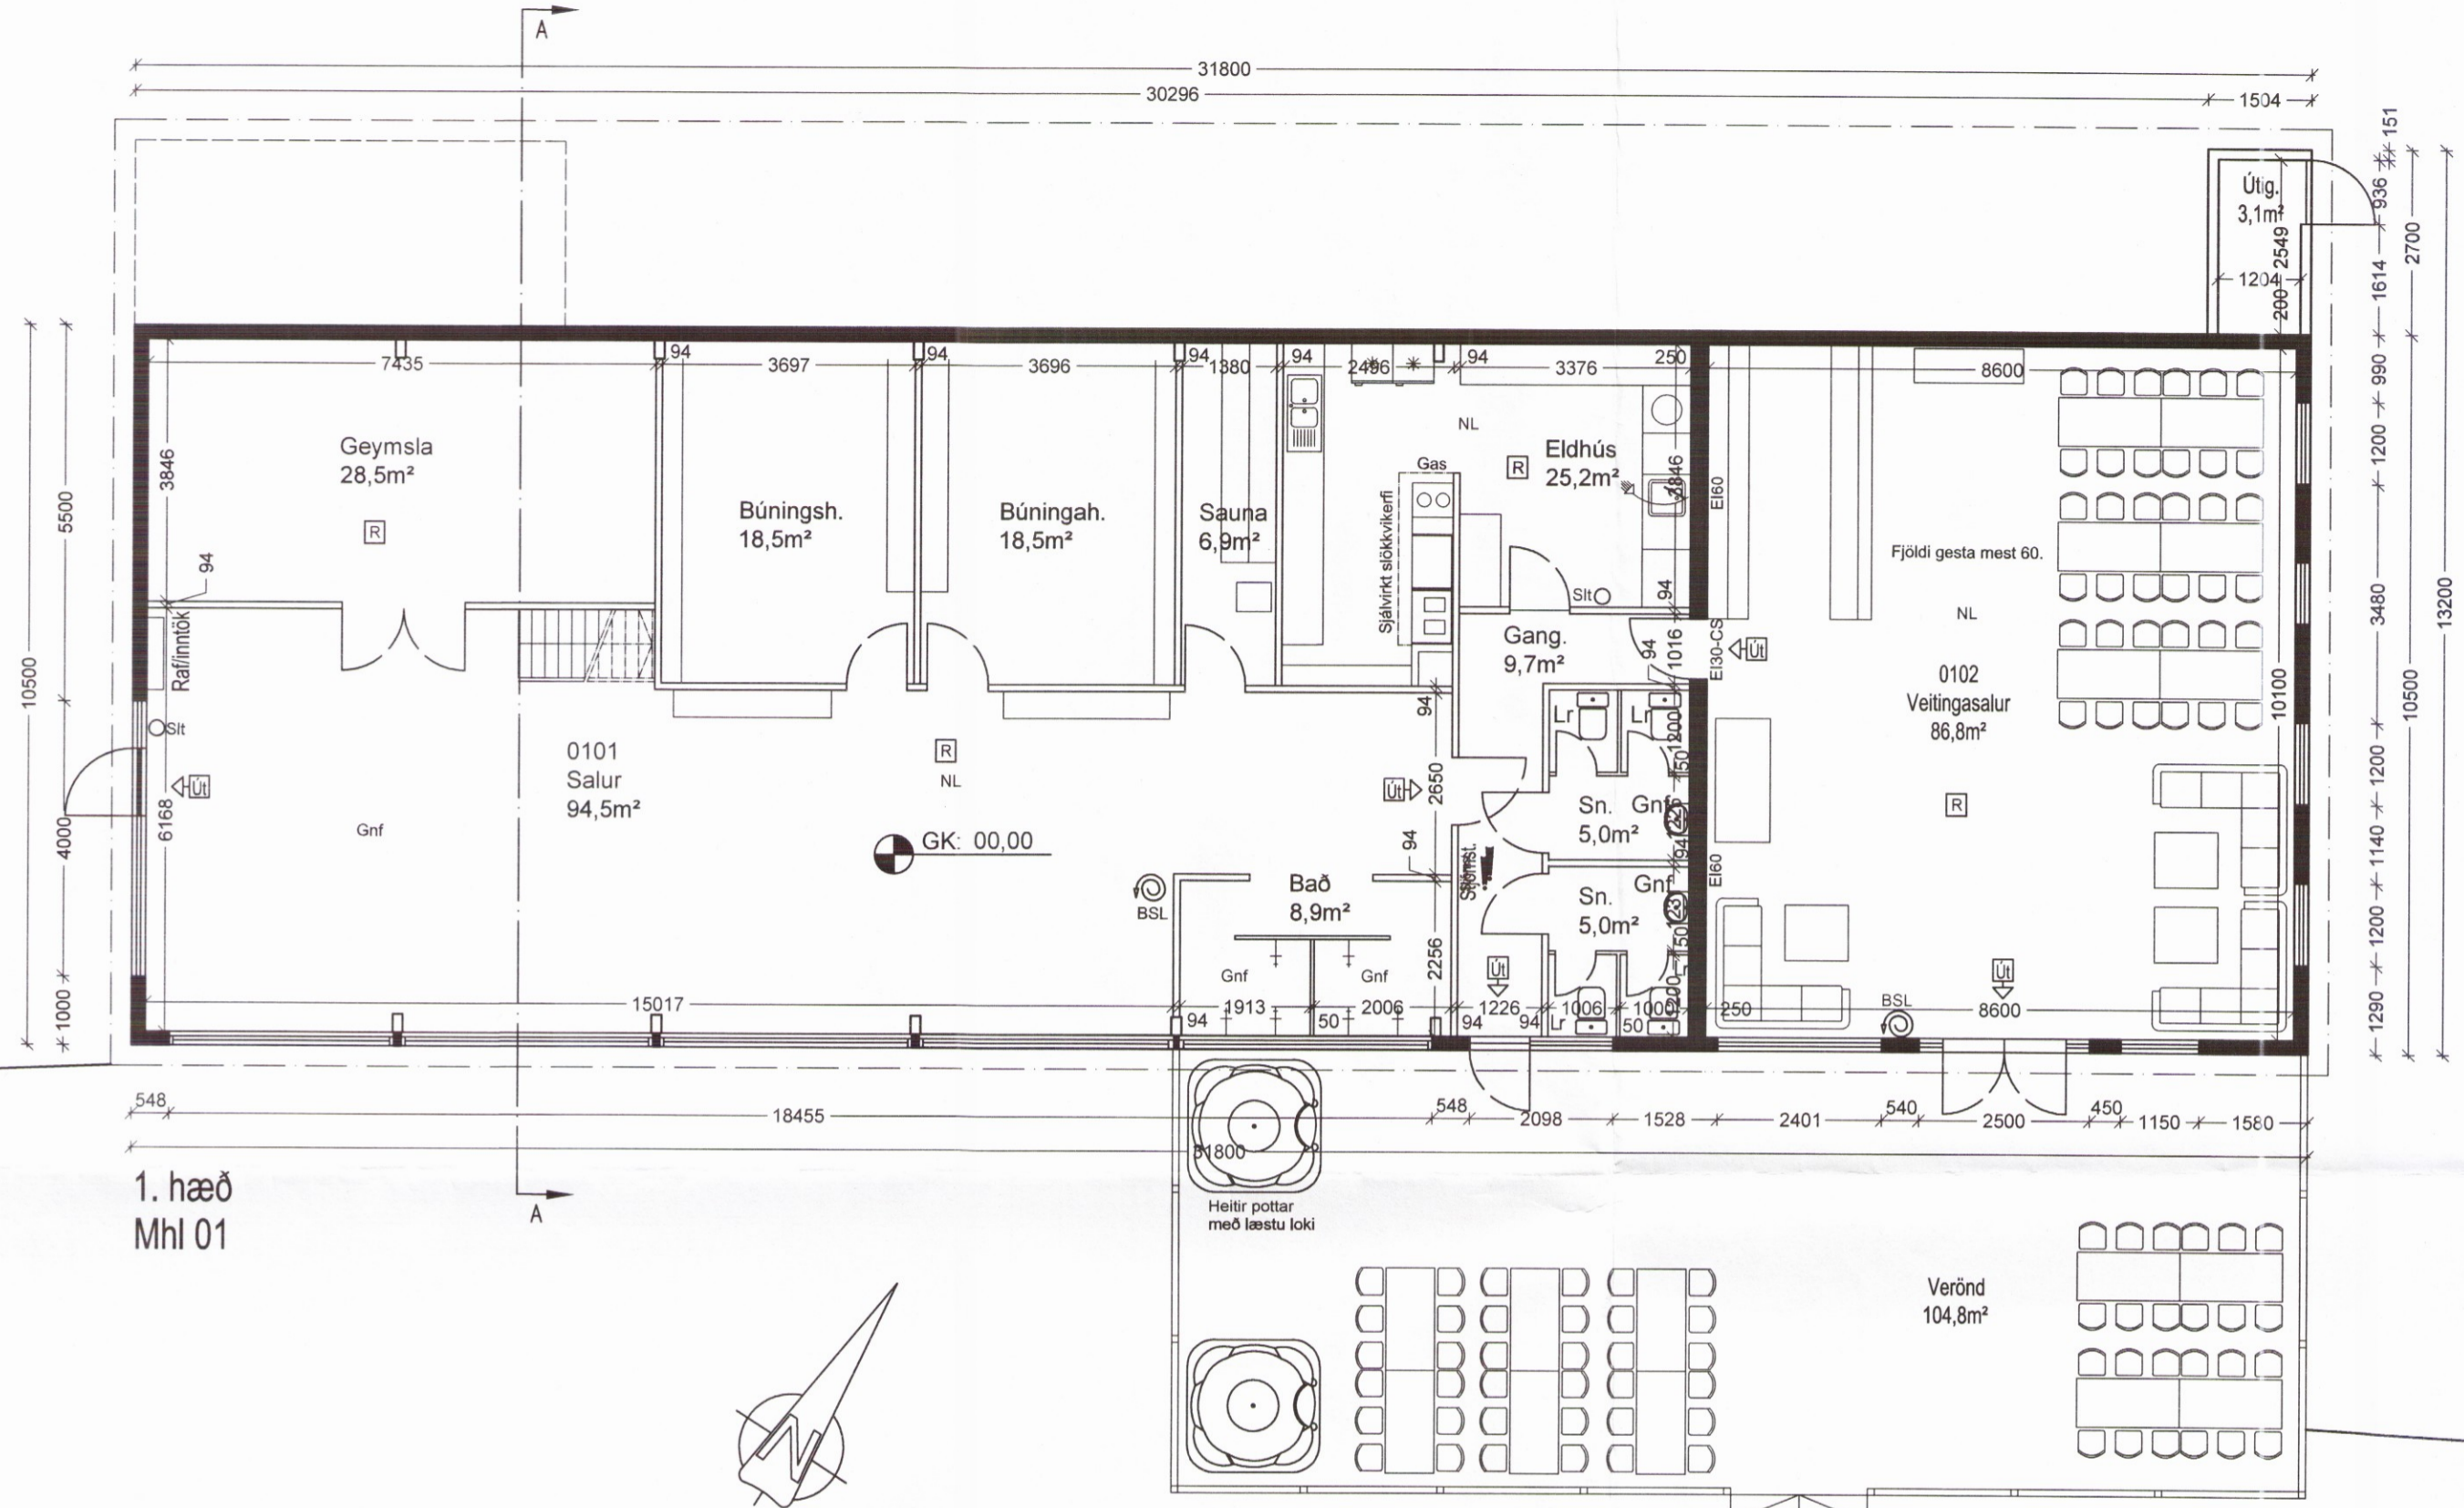 A
31800
30296
1504
151
936
2700
1614
Útig.
3,1m²
2549
1204
200
7435
94
3697
94
3696
94
1380
94
2496
94
3376
250
8600
990
1200
3480
13200
10500
5500
10500
3846
Geymsla
28,5m²
R
94
Raf/inntök
Búningsh.
18,5m²
Búningah.
18,5m²
Sauna
6,9m²
NL
Gas
R
Eldhús
25,2m²
3846
Sjálvirkt slökkvikerfi
Slt
94
EI60
Fjöldi gesta mest 60.
NL
0102
Veitingasalur
86,8m²
10100
Gang.
9,7m²
94
1016
EI30-CS
Út
Slt
Út
6168
4000
1000
Gnf
0101
Salur
94,5m²
R
NL
GK: 00,00
94
2650
Út
94
Lr
Lr
1200
50
Sn.
5,0m²
Gnf
94
Sn.
5,0m²
Gnf
1231
50
1200
EI60
R
1200
1140
1200
1290
BSL
Bað
8,9m²
Gnf
Gnf
2256
Út
15017
1913
2006
1226
1006
94
50
94
94
Lr
50
250
BSL
Út
8600
548
18455
548
2098
1528
2401
540
2500
450
1150
1580
31800
1. hæð
Mhl 01
A
Heitir pottar
með læstu loki
Verönd
104,8m²
N